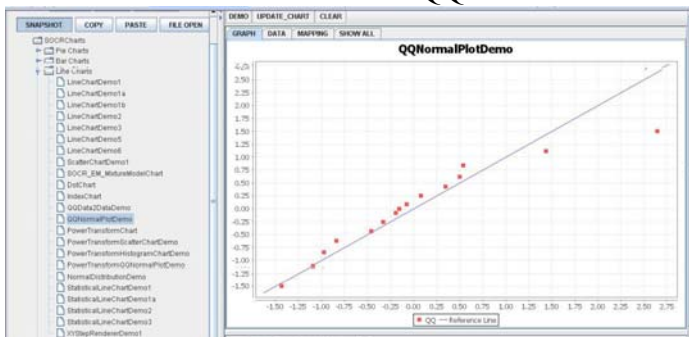 QQ
SNAPSHOT COPY PASTE FILE OPEN
SOCRCharts
Pie Charts
Bar Charts
Line Charts
LineChartDemo1
LineChartDemo1a
LineChartDemo1b
LineChartDemo2
LineChartDemo3
LineChartDemo5
LineChartDemo6
ScatterChartDemo1
SOCR_EM_MixtureModelChart
DotChart
IndexChart
QQData2DataDemo
QQNormalPlotDemo
PowerTransformChart
PowerTransformScatterChartDemo
PowerTransformHistogramChartDemo
PowerTransformQQNormalPlotDemo
NormalDistributionDemo
StatisticalLineChartDemo1
StatisticalLineChartDemo1a
StatisticalLineChartDemo2
StatisticalLineChartDemo3
XYStepRendererDemo1
DEMO UPDATE_CHART CLEAR
GRAPH DATA MAPPING SHOW ALL
QQNormalPlotDemo
2.50
2.25
2.00
1.75
1.50
1.25
1.00
0.75
0.50
0.25
0.00
-0.25
-0.50
-0.75
-1.00
-1.25
-1.50
-1.50 -1.25 -1.00 -0.75 -0.50 -0.25 0.00 0.25 0.50 0.75 1.00 1.25 1.50 1.75 2.00 2.25 2.50 2.75
QQ Reference Line